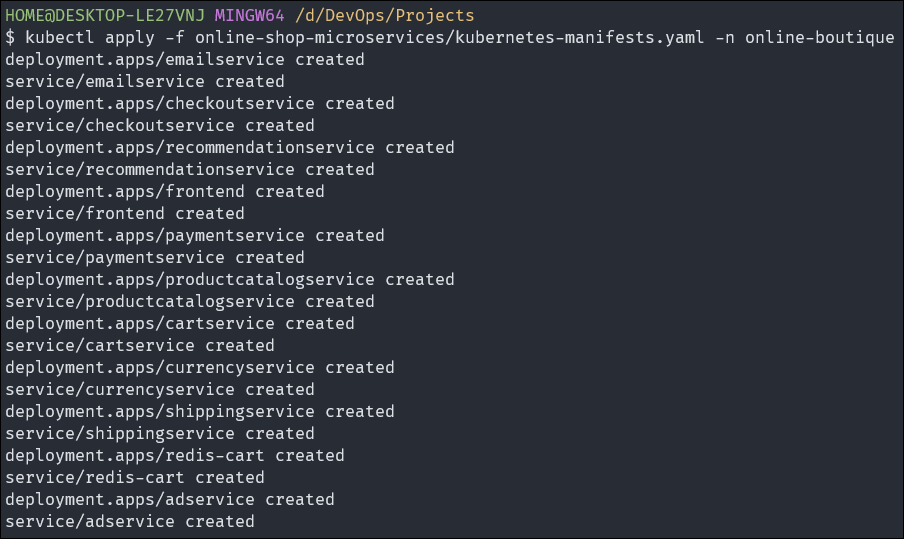 HOME@DESKTOP-LE27VNJ MINGW64 /d/DevOps/Projects
$ kubectl apply -f online-shop-microservices/kubernetes-manifests.yaml -n online-boutique
deployment.apps/emailservice created
service/emailservice created
deployment.apps/checkoutservice created
service/checkoutservice created
deployment.apps/recommendationservice created
service/recommendationservice created
deployment.apps/frontend created
service/frontend created
deployment.apps/paymentservice created
service/paymentservice created
deployment.apps/productcatalogservice created
service/productcatalogservice created
deployment.apps/cartservice created
service/cartservice created
deployment.apps/currencyservice created
service/currencyservice created
deployment.apps/shippingservice created
service/shippingservice created
deployment.apps/redis-cart created
service/redis-cart created
deployment.apps/adservice created
service/adservice created